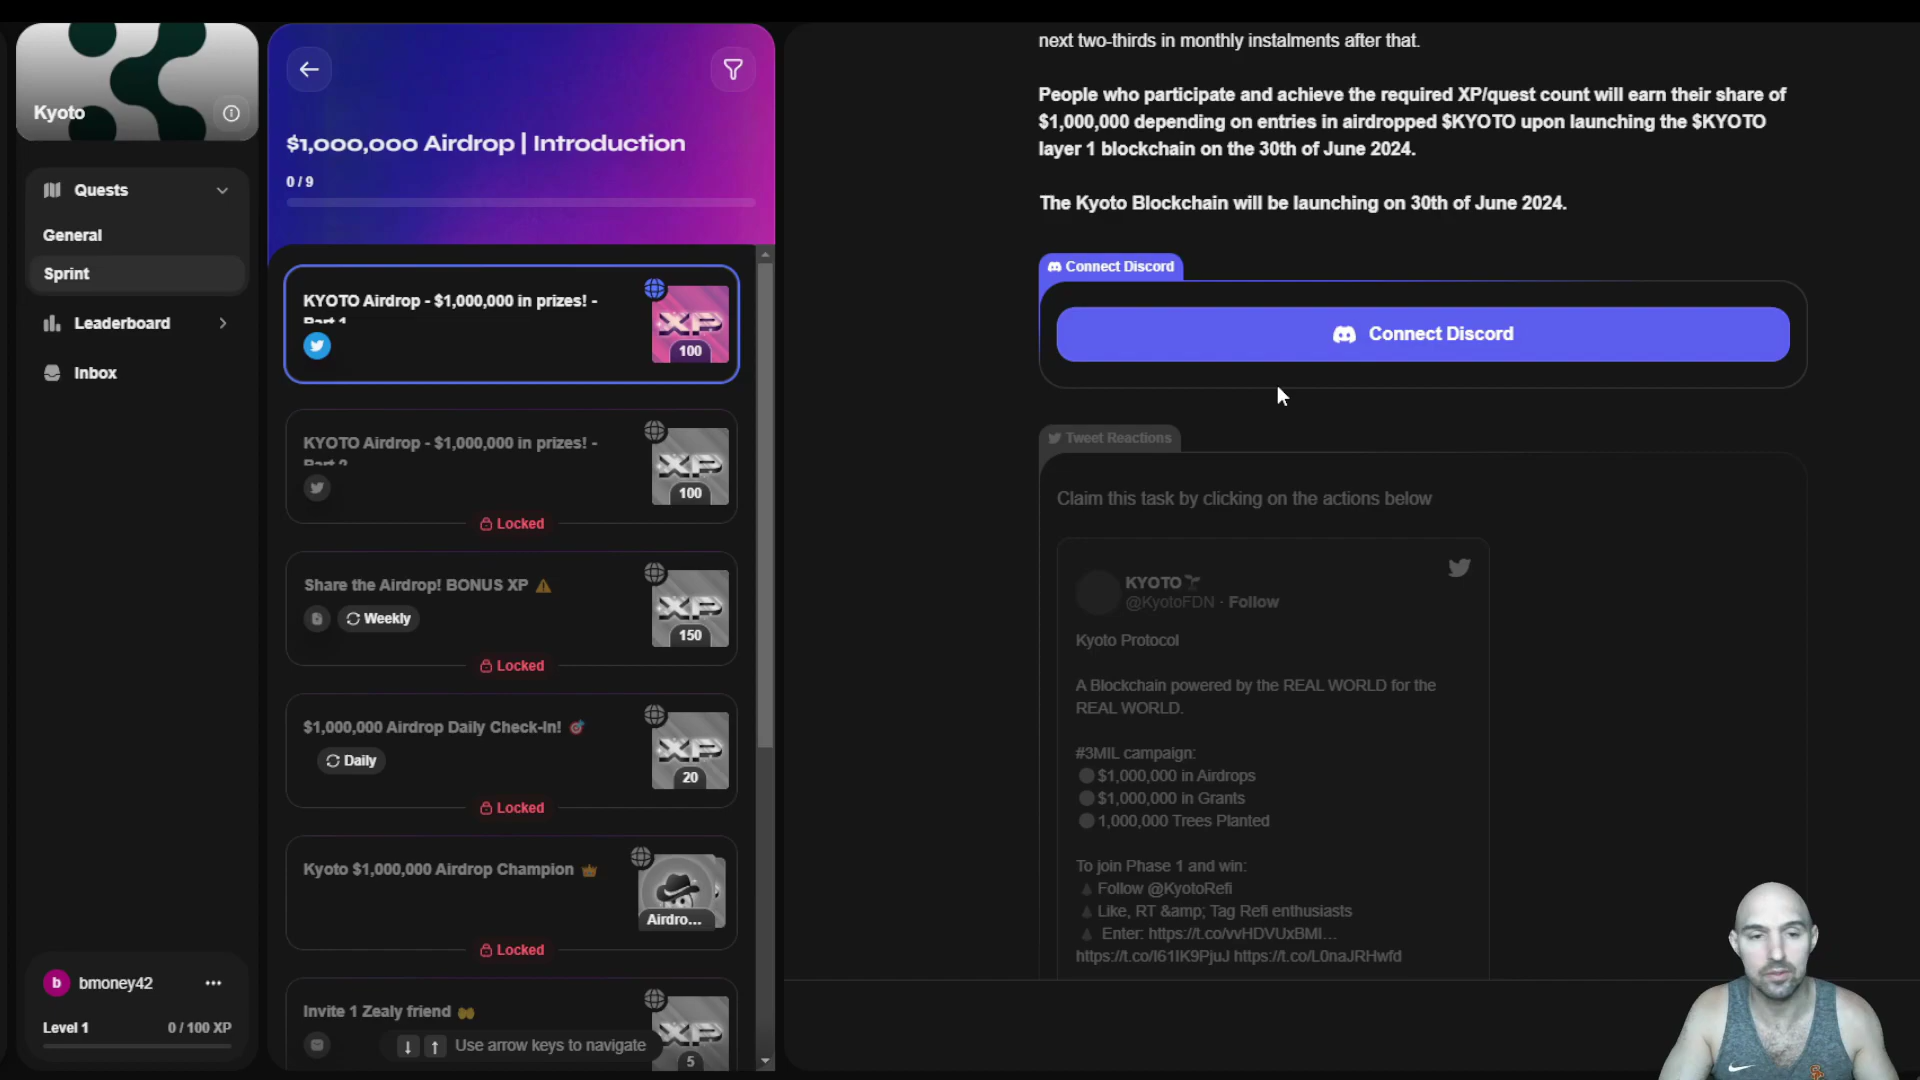 Kyoto
Quests
General
Sprint
Leaderboard
Inbox
b
bmoney42
Level 1
0 / 100 XP
$1,000,000 Airdrop | Introduction
0 / 9
KYOTO Airdrop - $1,000,000 in prizes! -
Part 1
XP
100
KYOTO Airdrop - $1,000,000 in prizes! -
Part 2
XP
100
Locked
Share the Airdrop! BONUS XP
Weekly
XP
150
Locked
$1,000,000 Airdrop Daily Check-In!
Daily
XP
20
Locked
Kyoto $1,000,000 Airdrop Champion
Airdro...
Locked
Invite 1 Zealy friend
XP
5
Use arrow keys to navigate
next two-thirds in monthly instalments after that.
People who participate and achieve the required XP/quest count will earn their share of
$1,000,000 depending on entries in airdropped $KYOTO upon launching the $KYOTO
layer 1 blockchain on the 30th of June 2024.
The Kyoto Blockchain will be launching on 30th of June 2024.
Connect Discord
Connect Discord
Tweet Reactions
Claim this task by clicking on the actions below
KYOTO
@KyotoFDN · Follow
Kyoto Protocol
A Blockchain powered by the REAL WORLD for the
REAL WORLD.
#3MIL campaign:
$1,000,000 in Airdrops
$1,000,000 in Grants
1,000,000 Trees Planted
To join Phase 1 and win:
Follow @KyotoRefi
Like, RT &amp; Tag Refi enthusiasts
Enter: https://t.co/vvHDVUxBMI...
https://t.co/I61IK9PjuJ https://t.co/L0naJRHwfd